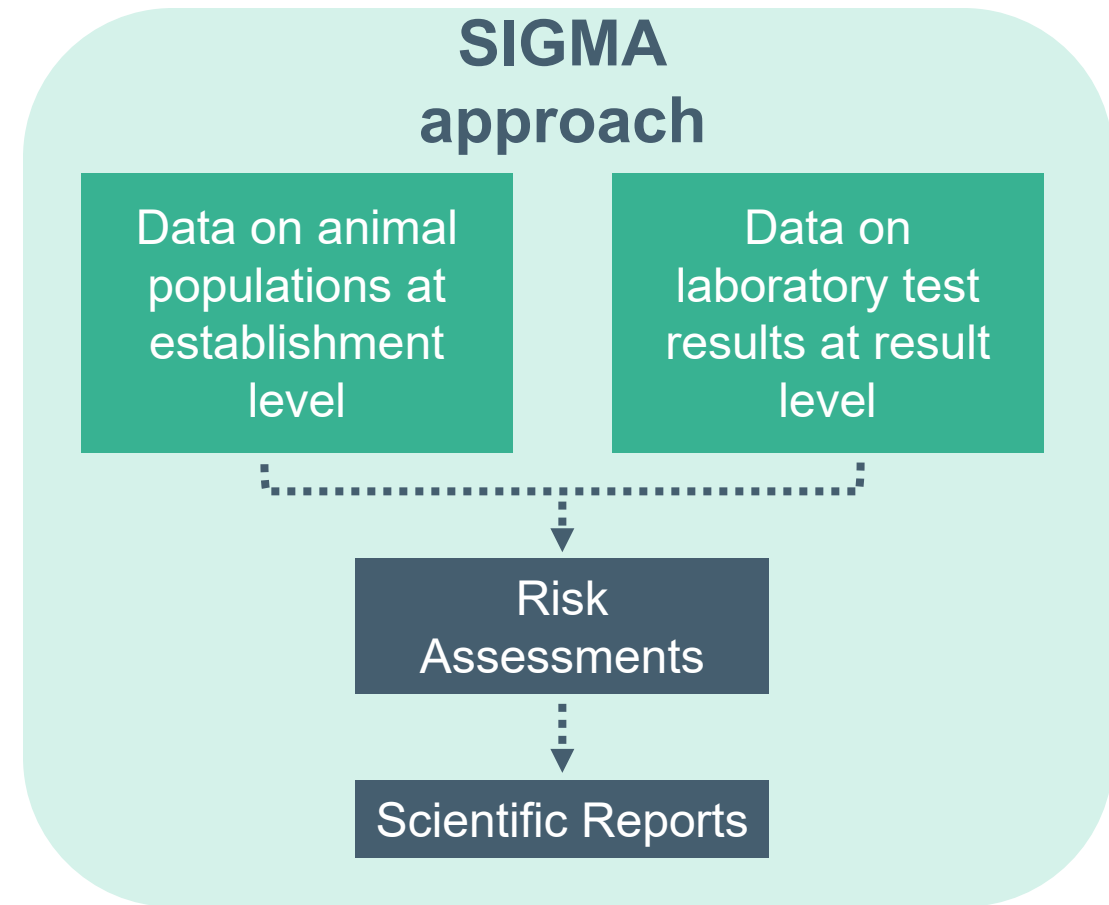 SIGMA
approach
Data on animal
populations at
establishment
level
Data on
laboratory test
results at result
level
Risk
Assessments
Scientific Reports